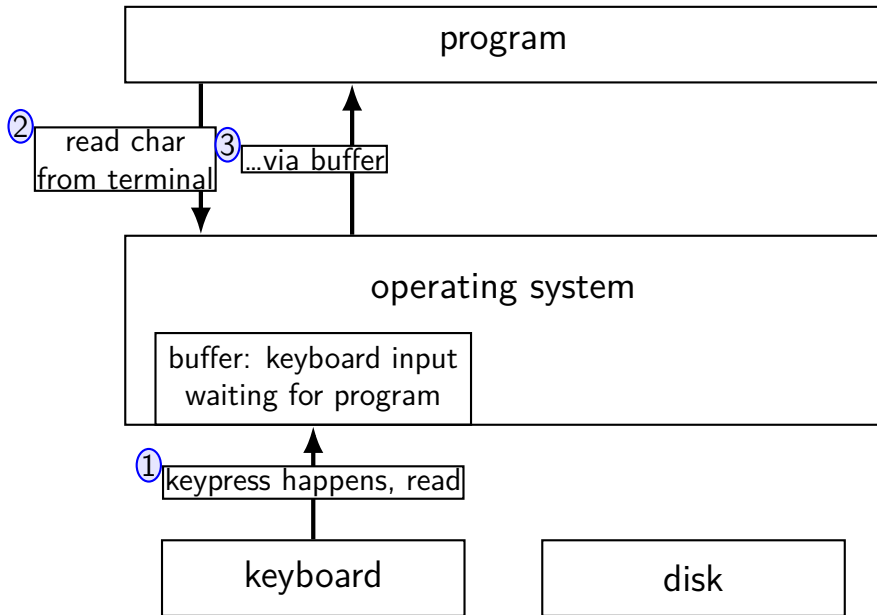 program
2
read char
from terminal
3
...via buffer
operating system
buffer: keyboard input
waiting for program
1
keypress happens, read
keyboard
disk